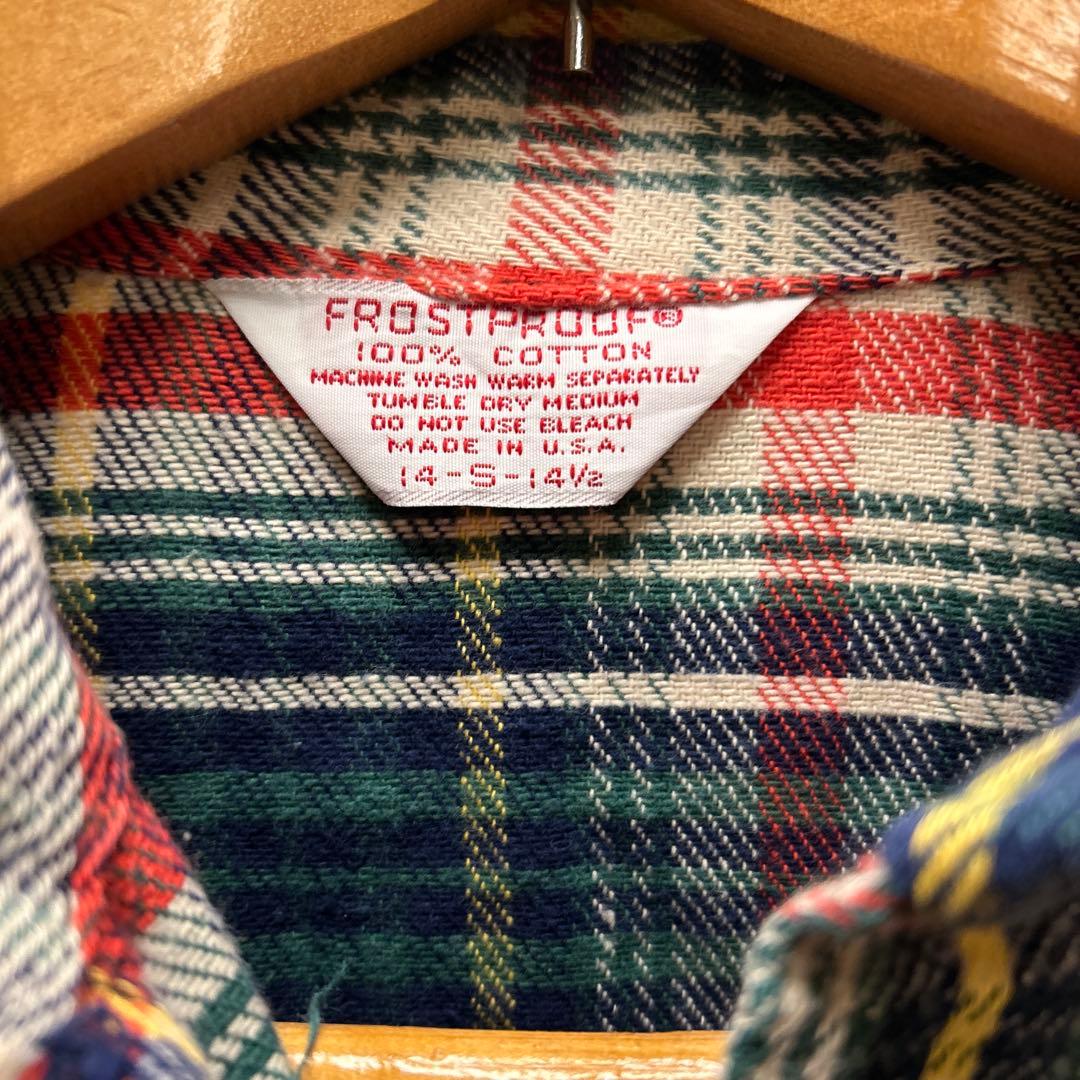 FROSTPROOF®
100% COTTON
MACHINE WASH WARM SEPARATELY
TUMBLE DRY MEDIUM
DO NOT USE BLEACH
MADE IN U.S.A.
14-S-14½